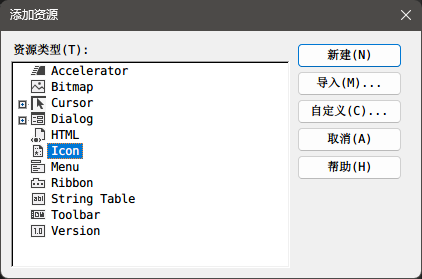 添加资源
资源类型(T):
Accelerator
Bitmap
Cursor
Dialog
HTML
Icon
Menu
Ribbon
String Table
Toolbar
Version
新建(N)
导入(M)...
自定义(C)...
取消(A)
帮助(H)